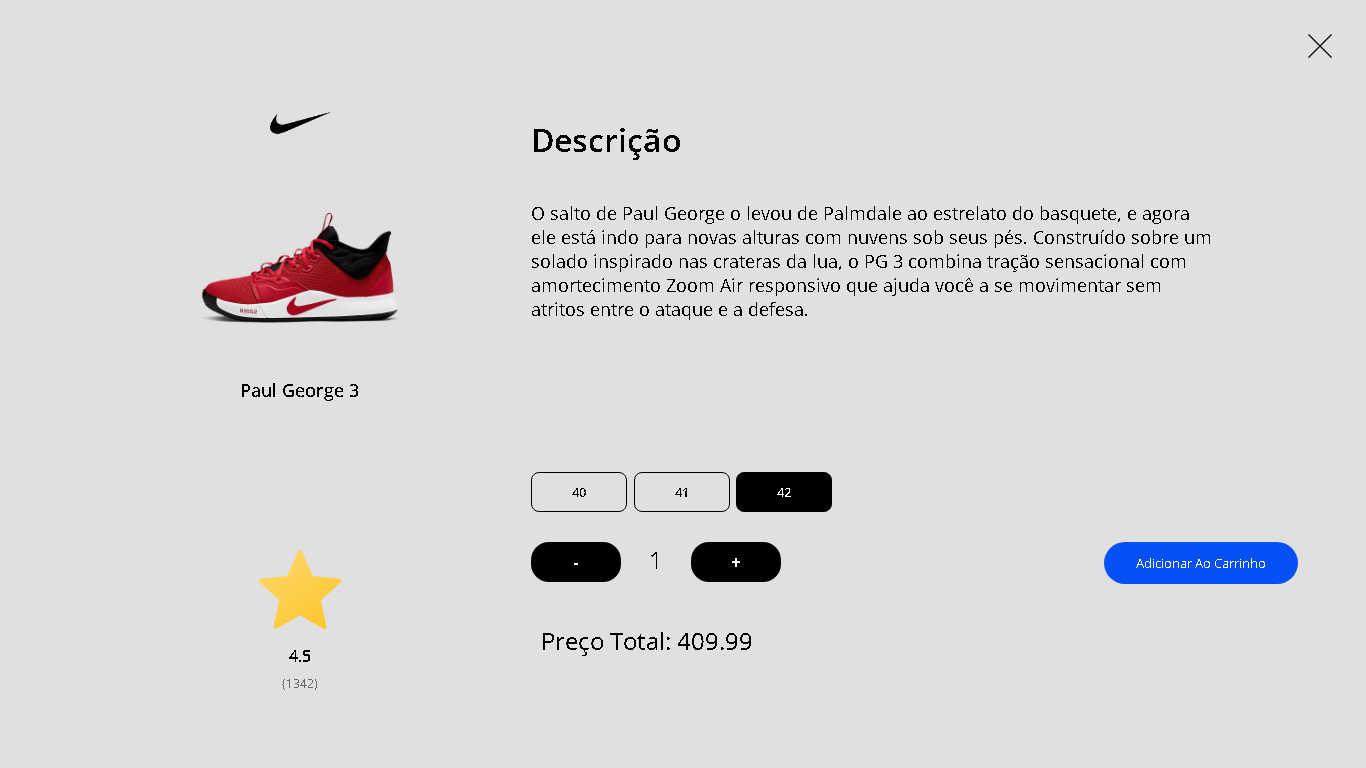 Descrição
O salto de Paul George o levou de Palmdale ao estrelato do basquete, e agora
ele está indo para novas alturas com nuvens sob seus pés. Construído sobre um
solado inspirado nas crateras da lua, o PG 3 combina tração sensacional com
amortecimento Zoom Air responsivo que ajuda você a se movimentar sem
atritos entre o ataque e a defesa.
Paul George 3
40
41
42
-
1
+
Adicionar Ao Carrinho
Preço Total: 409.99
4.5
(1342)